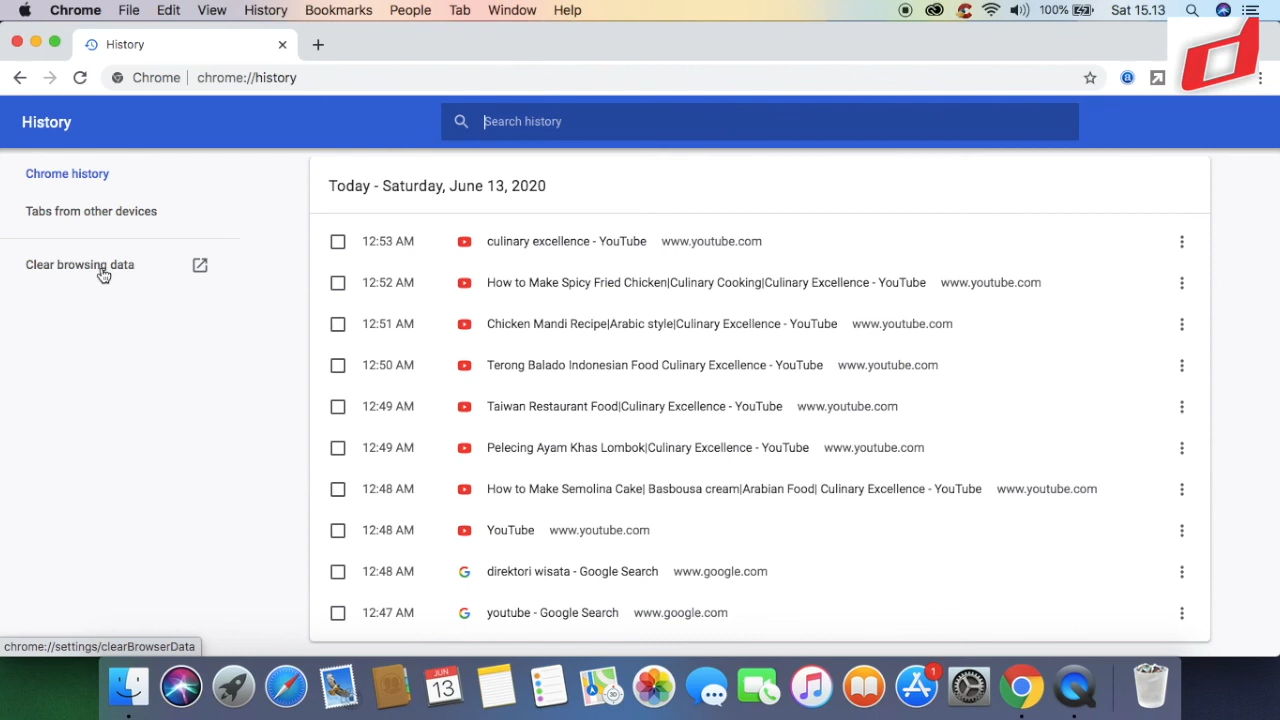 Chrome File Edit View History Bookmarks People Tab Window Help 100% Sat 15.13
History
Chrome chrome://history
History Search history
Chrome history
Tabs from other devices
Clear browsing data
Today - Saturday, June 13, 2020
12:53 AM culinary excellence - YouTube www.youtube.com
12:52 AM How to Make Spicy Fried Chicken|Culinary Cooking|Culinary Excellence - YouTube www.youtube.com
12:51 AM Chicken Mandi Recipe|Arabic style|Culinary Excellence - YouTube www.youtube.com
12:50 AM Terong Balado Indonesian Food Culinary Excellence - YouTube www.youtube.com
12:49 AM Taiwan Restaurant Food|Culinary Excellence - YouTube www.youtube.com
12:49 AM Pelecing Ayam Khas Lombok|Culinary Excellence - YouTube www.youtube.com
12:48 AM How to Make Semolina Cake| Basbousa cream|Arabian Food| Culinary Excellence - YouTube www.youtube.com
12:48 AM YouTube www.youtube.com
12:48 AM direktori wisata - Google Search www.google.com
12:47 AM youtube - Google Search www.google.com
chrome://settings/clearBrowserData
JUN
13
1